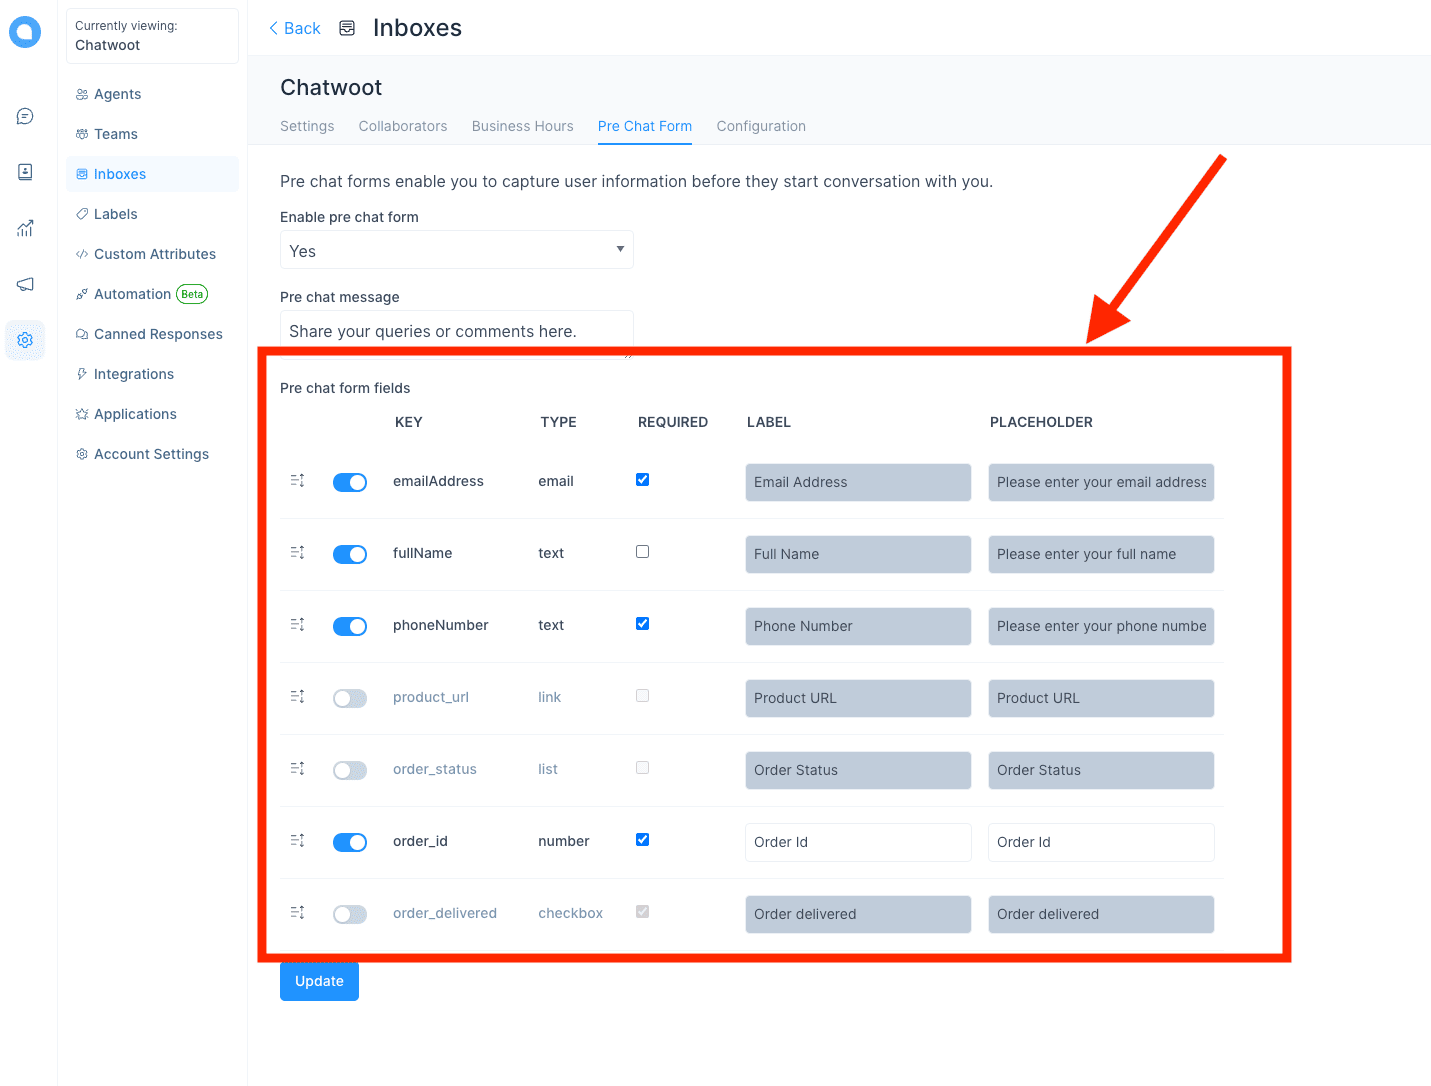 Currently viewing:
Chatwoot
Agents
Teams
Inboxes
Labels
Custom Attributes
Automation Beta
Canned Responses
Integrations
Applications
Account Settings
Back Inboxes
Chatwoot
Settings Collaborators Business Hours Pre Chat Form Configuration
Pre chat forms enable you to capture user information before they start conversation with you.
Enable pre chat form
Yes
Pre chat message
Share your queries or comments here.
Pre chat form fields
KEY TYPE REQUIRED LABEL PLACEHOLDER
emailAddress email Email Address Please enter your email address
fullName text Full Name Please enter your full name
phoneNumber text Phone Number Please enter your phone numbe
product_url link Product URL Product URL
order_status list Order Status Order Status
order_id number Order Id Order Id
order_delivered checkbox Order delivered Order delivered
Update